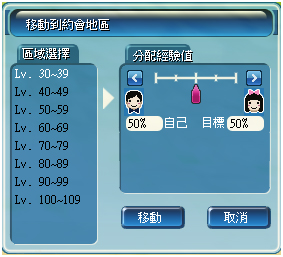 移動到約會地區
區域選擇
Lv. 30~39
Lv. 40~49
Lv. 50~59
Lv. 60~69
Lv. 70~79
Lv. 80~89
Lv. 90~99
Lv. 100~109
分配經驗值
50% 自己 目標 50%
移動 取消